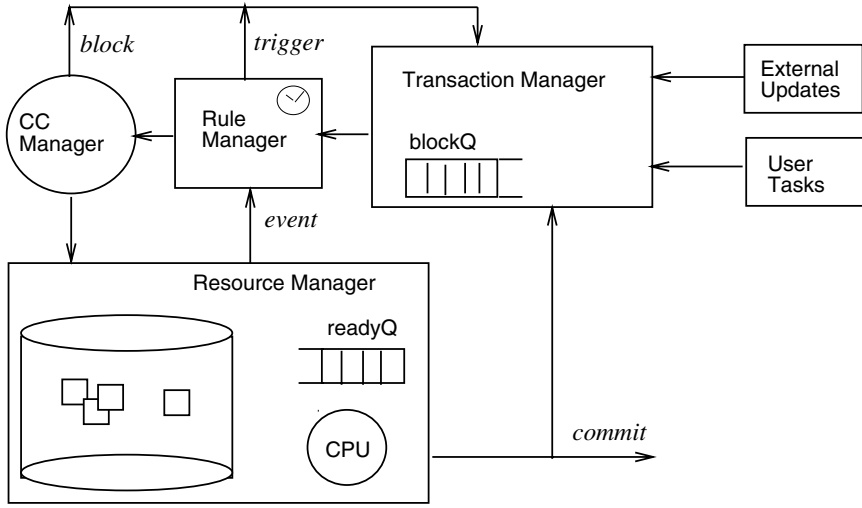 block
trigger
CC
Manager
Rule
Manager
Transaction Manager
blockQ
External
Updates
User
Tasks
event
Resource Manager
readyQ
CPU
commit